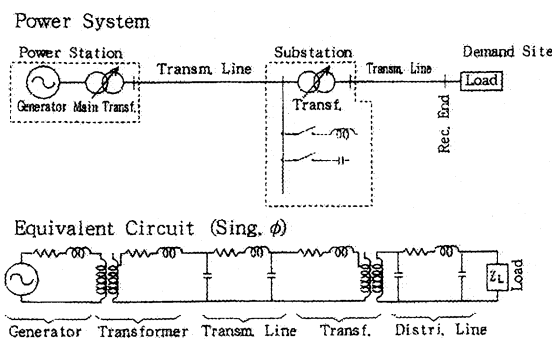 Power System
Power Station
Substation
Demand Site
Transm. Line
Transm. Line
Load
Generator Main Transf.
Transf.
Rec. End
Equivalent Circuit (Sing. φ)
ZL
Load
Generator Transformer Transm. Line Transf. Distri. Line